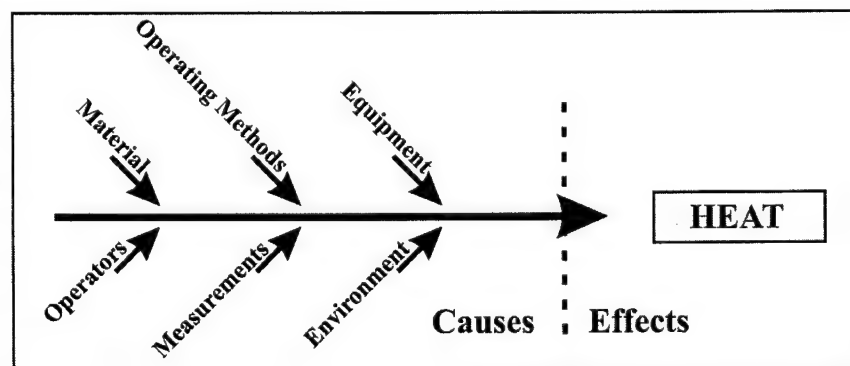 Material
Operating Methods
Equipment
HEAT
Operators
Measurements
Environment
Causes
Effects